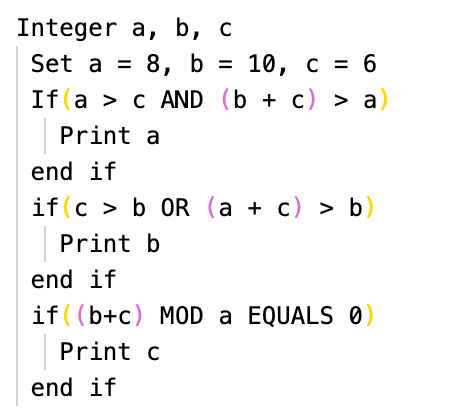 Integer a, b, c
Set a = 8, b = 10, c = 6
If(a > c AND (b + c) > a)
Print a
end if
if(c > b OR (a + c) > b)
Print b
end if
if((b+c) MOD a EQUALS 0)
Print c
end if